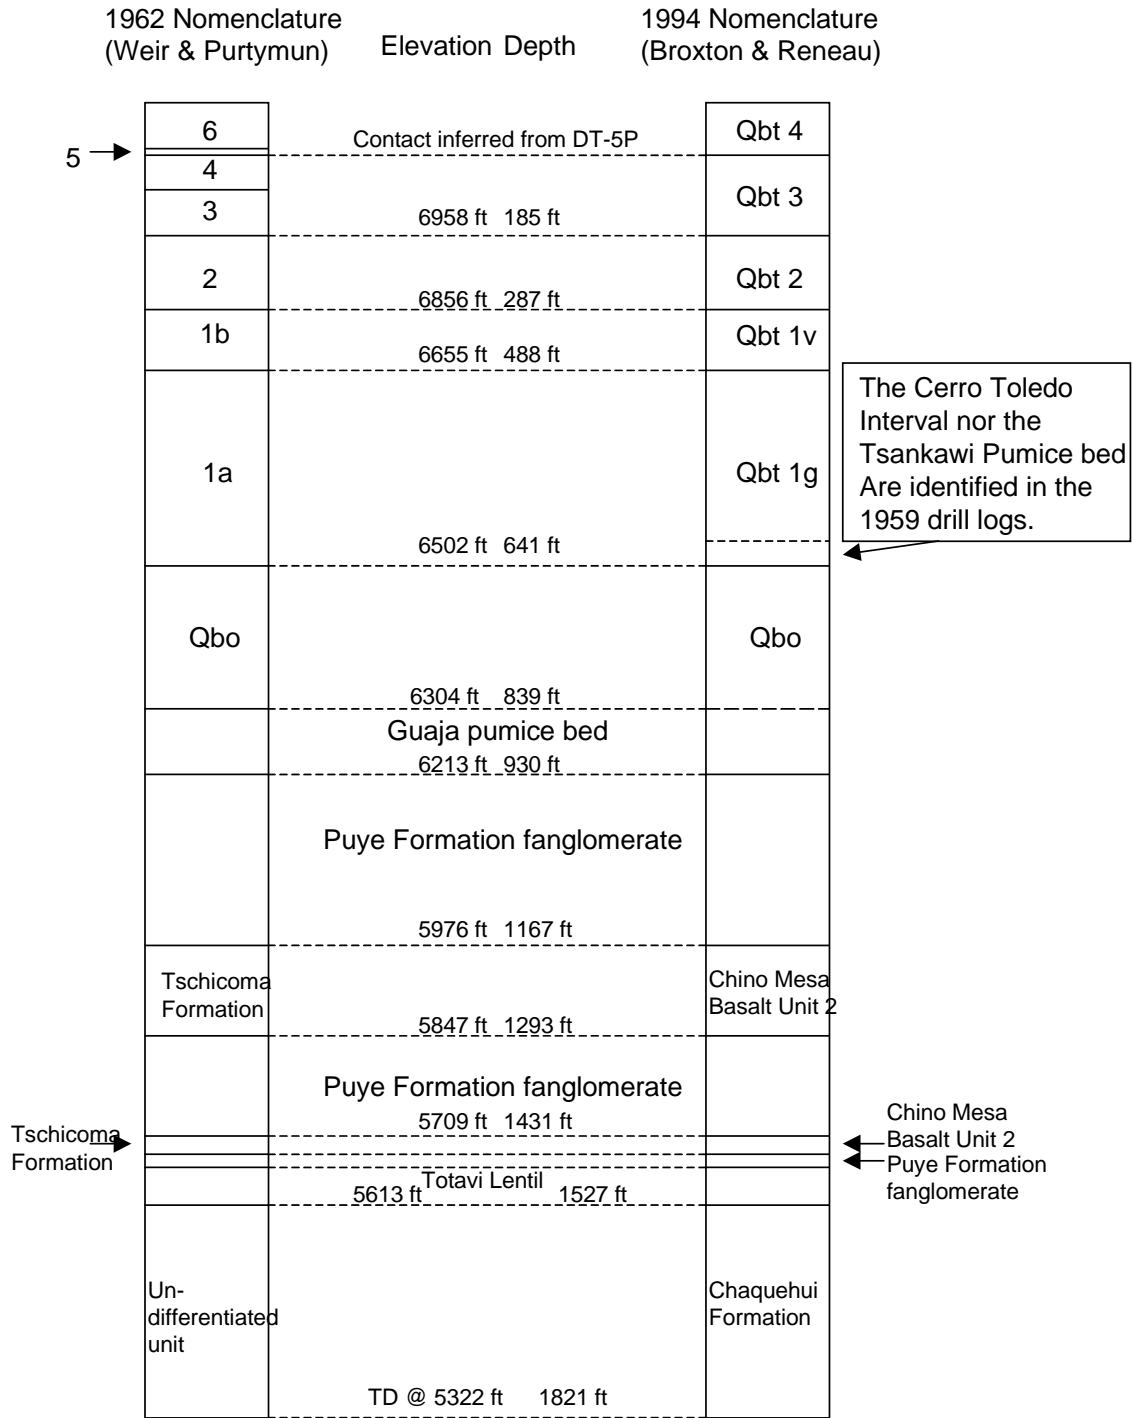 1962 Nomenclature
(Weir & Purtymun)
Elevation Depth
1994 Nomenclature
(Broxton & Reneau)
6
Contact inferred from DT-5P
Qbt 4
5
4
3
6958 ft 185 ft
Qbt 3
2
6856 ft 287 ft
Qbt 2
1b
6655 ft 488 ft
Qbt 1v
The Cerro Toledo
Interval nor the
Tsankawi Pumice bed
Are identified in the
1959 drill logs.
1a
6502 ft 641 ft
Qbt 1g
Qbo
6304 ft 839 ft
Qbo
Guaja pumice bed
6213 ft 930 ft
Puye Formation fanglomerate
5976 ft 1167 ft
Tschicoma
Formation
5847 ft 1293 ft
Chino Mesa
Basalt Unit 2
Puye Formation fanglomerate
5709 ft 1431 ft
Tschicoma
Formation
Chino Mesa
Basalt Unit 2
Puye Formation
fanglomerate
Totavi Lentil
5613 ft 1527 ft
Un-
differentiated
unit
Chaquehui
Formation
TD @ 5322 ft 1821 ft